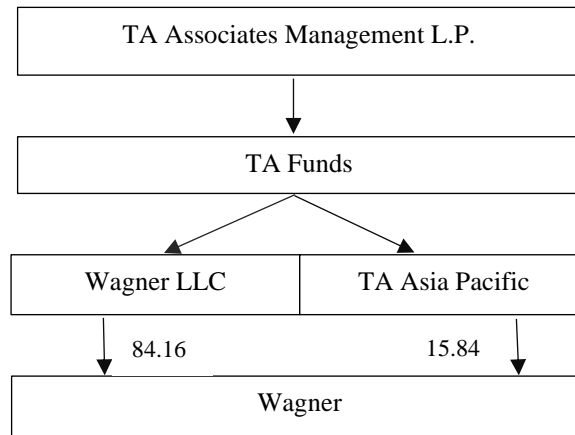 TA Associates Management L.P.
TA Funds
Wagner LLC
TA Asia Pacific
84.16
15.84
Wagner